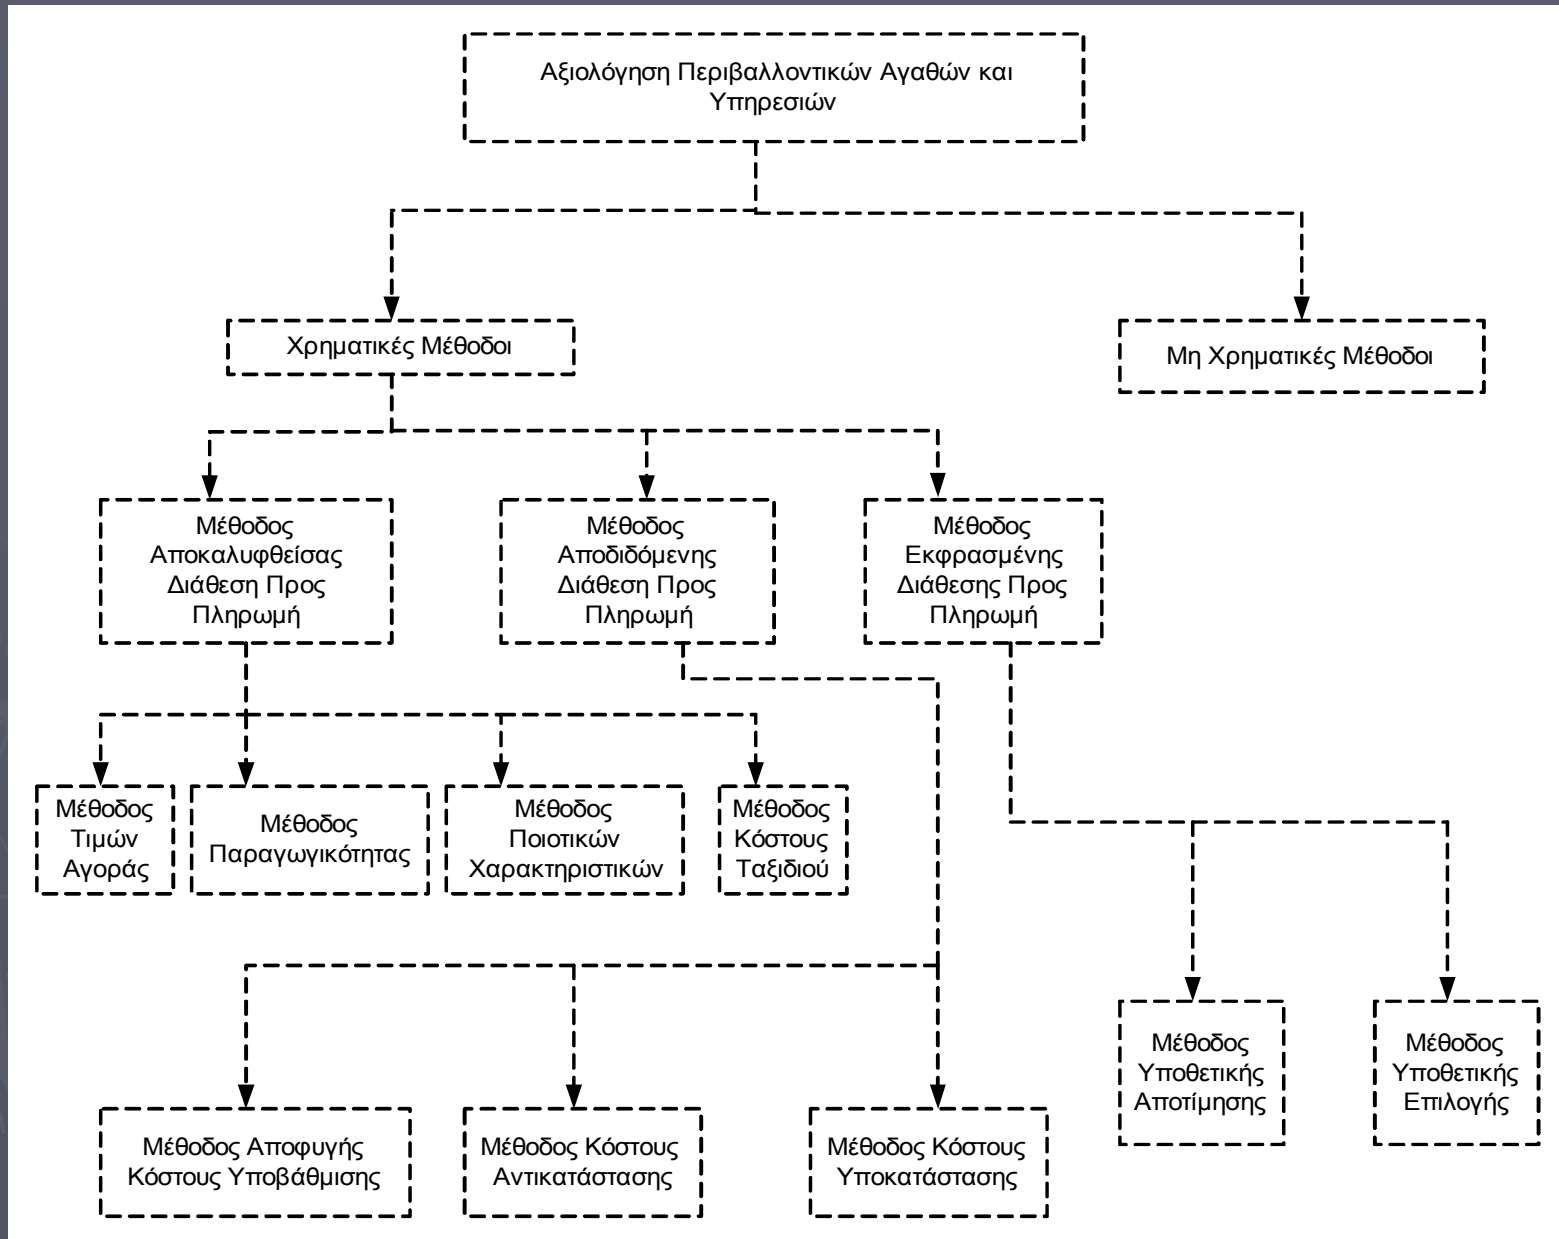 Αξιολόγηση Περιβαλλοντικών Αγαθών και
Υπηρεσιών
Χρηματικές Μέθοδοι
Μη Χρηματικές Μέθοδοι
Μέθοδος
Αποκαλυφθείσας
Διάθεση Προς
Πληρωμή
Μέθοδος
Αποδιδόμενης
Διάθεση Προς
Πληρωμή
Μέθοδος
Εκφρασμένης
Διάθεσης Προς
Πληρωμή
Μέθοδος
Τιμών
Αγοράς
Μέθοδος
Παραγωγικότητας
Μέθοδος
Ποιοτικών
Χαρακτηριστικών
Μέθοδος
Κόστους
Ταξιδιού
Μέθοδος Αποφυγής
Κόστους Υποβάθμισης
Μέθοδος Κόστους
Αντικατάστασης
Μέθοδος Κόστους
Υποκατάστασης
Μέθοδος
Υποθετικής
Αποτίμησης
Μέθοδος
Υποθετικής
Επιλογής